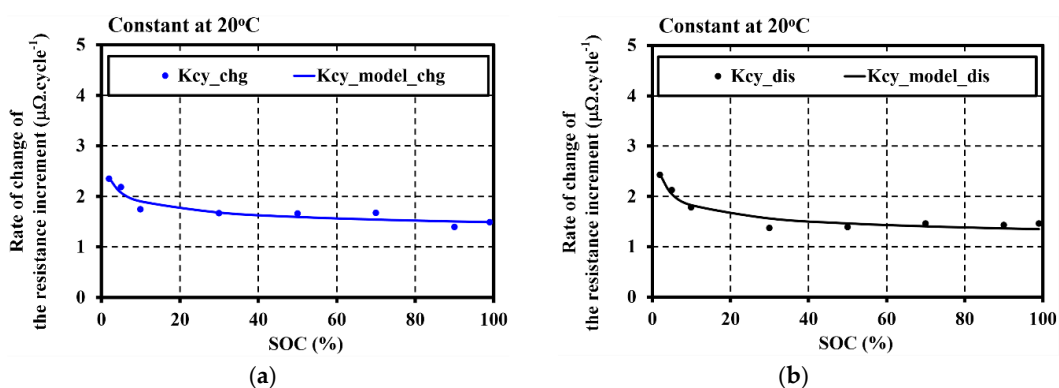 Constant at 20°C
5
4
3
2
1
0
Kcy_chg
Kcy_model_chg
Rate of change of
the resistance increment (μΩ.cycle⁻¹)
0 20 40 60 80 100
SOC (%)
(a)
Constant at 20°C
5
4
3
2
1
0
Kcy_dis
Kcy_model_dis
Rate of change of
the resistance increment (μΩ.cycle⁻¹)
0 20 40 60 80 100
SOC (%)
(b)